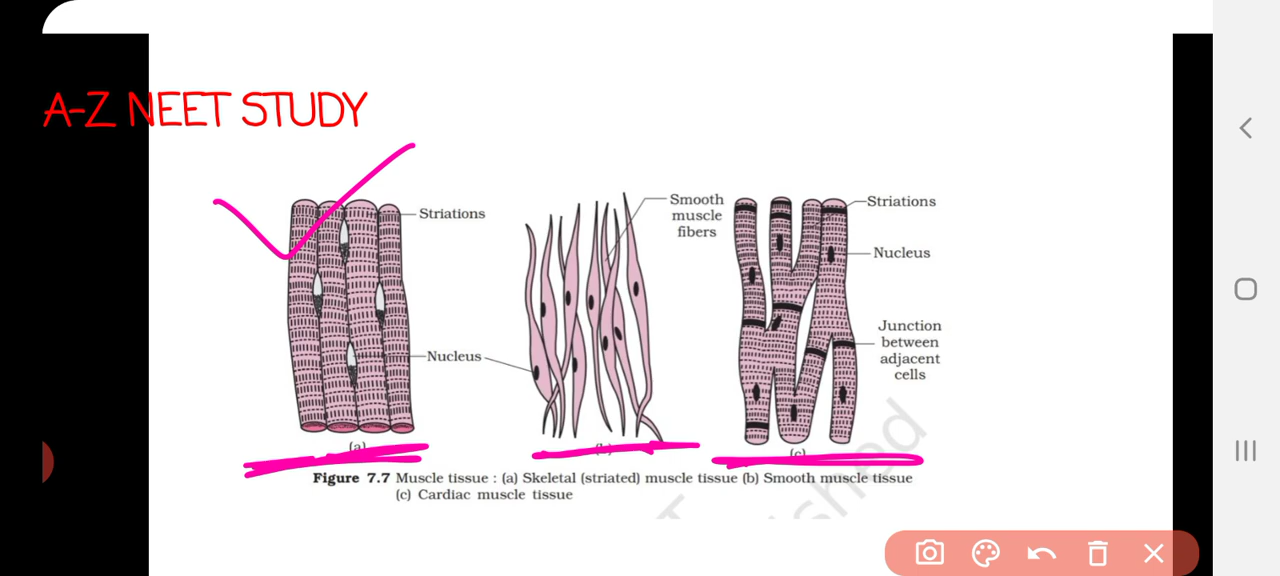 A-Z NEET STUDY
Striations
Nucleus
(a)
Smooth
muscle
fibers
Striations
Nucleus
Junction
between
adjacent
cells
(c)
Figure 7.7 Muscle tissue : (a) Skeletal (striated) muscle tissue (b) Smooth muscle tissue
(c) Cardiac muscle tissue